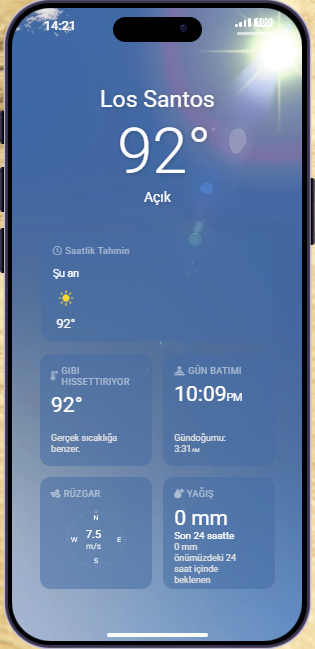 14:21
100
Los Santos
92°
Açık
Saatlik Tahmin
Şu an
92°
GIBI
HISSETTIRIYOR
92°
Gerçek sıcaklığa
benzer.
GÜN BATIMI
10:09PM
Gündoğumu:
3:31AM
RÜZGAR
N
W
7.5
m/s
E
S
YAĞIŞ
0 mm
Son 24 saatte
0 mm
önümüzdeki 24
saat içinde
beklenen